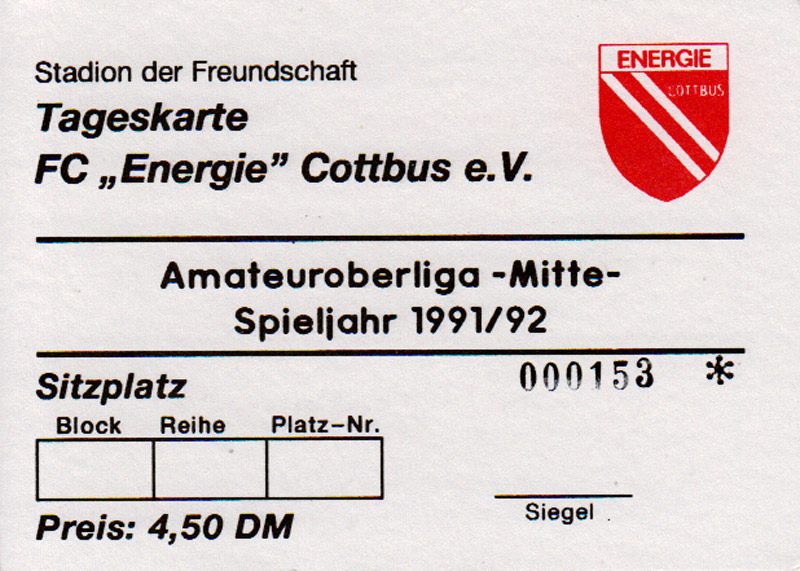 Stadion der Freundschaft
Tageskarte
FC „Energie” Cottbus e.V.
ENERGIE
COTTBUS
Amateuroberliga -Mitte-
Spieljahr 1991/92
Sitzplatz
000153 *
Block Reihe Platz-Nr.
Siegel
Preis: 4,50 DM